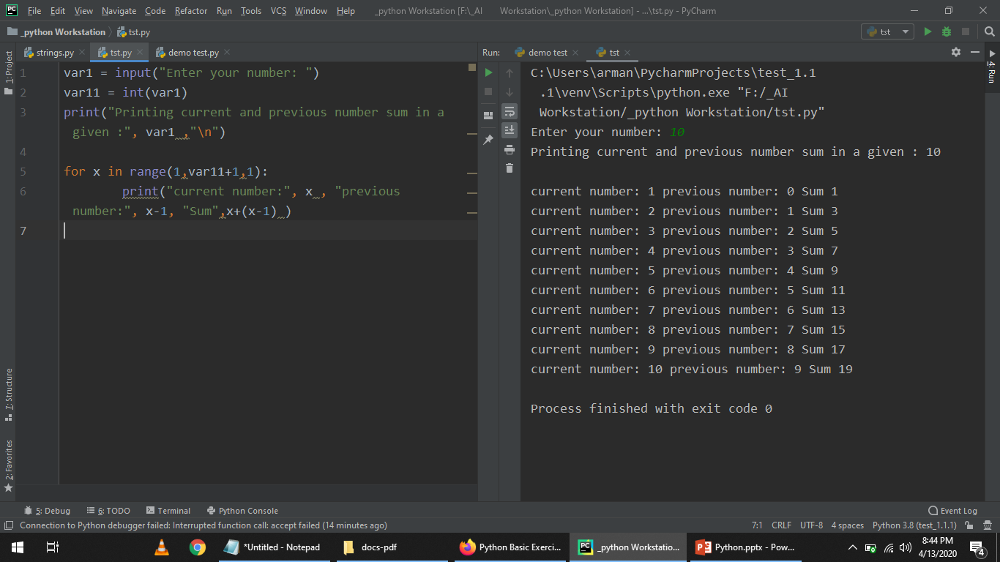 PC File Edit View Navigate Code Refactor Run Tools VCS Window Help _python Workstation [F:\_AI Workstation\_python Workstation] - ...\tst.py - PyCharm
_python Workstation tst.py tst
1: Project
strings.py tst.py demo test.py
1 var1 = input("Enter your number: ")
2 var11 = int(var1)
3 print("Printing current and previous number sum in a
given :", var1 ,"\n")
4
5 for x in range(1,var11+1,1):
6 print("current number:", x , "previous
number:", x-1, "Sum",x+(x-1) )
7
Run: demo test tst
C:\Users\arman\PycharmProjects\test_1.1
.1\venv\Scripts\python.exe "F:/_AI
Workstation/_python Workstation/tst.py"
Enter your number: 10
Printing current and previous number sum in a given : 10
current number: 1 previous number: 0 Sum 1
current number: 2 previous number: 1 Sum 3
current number: 3 previous number: 2 Sum 5
current number: 4 previous number: 3 Sum 7
current number: 5 previous number: 4 Sum 9
current number: 6 previous number: 5 Sum 11
current number: 7 previous number: 6 Sum 13
current number: 8 previous number: 7 Sum 15
current number: 9 previous number: 8 Sum 17
current number: 10 previous number: 9 Sum 19
Process finished with exit code 0
4: Run
7: Structure
2: Favorites
5: Debug 6: TODO Terminal Python Console Event Log
Connection to Python debugger failed: Interrupted function call: accept failed (14 minutes ago) 7:1 CRLF UTF-8 4 spaces Python 3.8 (test_1.1.1)
*Untitled - Notepad docs-pdf Python Basic Exerci... PC _python Workstatio... Python.pptx - Pow... 8:44 PM
4/13/2020
4